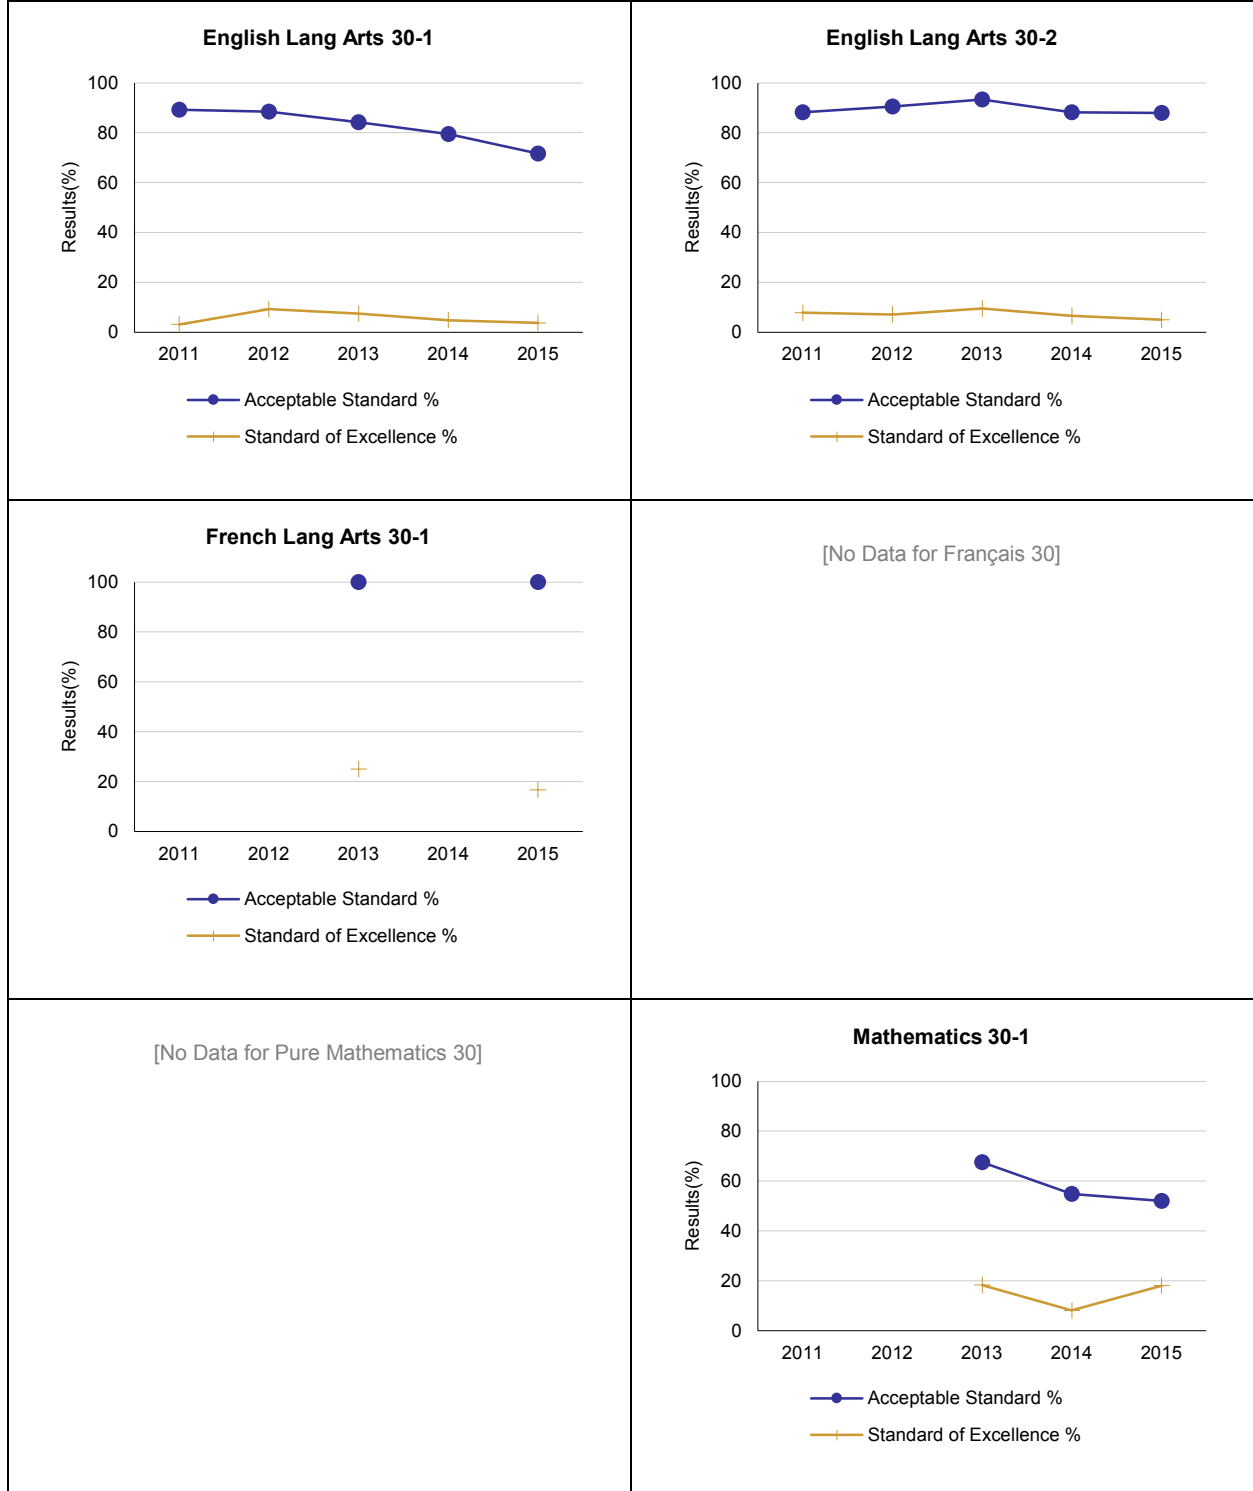 English Lang Arts 30-1
100
80
60
40
20
0
Results(%)
2011 2012 2013 2014 2015
Acceptable Standard %
Standard of Excellence %
English Lang Arts 30-2
100
80
60
40
20
0
Results(%)
2011 2012 2013 2014 2015
Acceptable Standard %
Standard of Excellence %
French Lang Arts 30-1
100
80
60
40
20
0
Results(%)
2011 2012 2013 2014 2015
Acceptable Standard %
Standard of Excellence %
[No Data for Français 30]
[No Data for Pure Mathematics 30]
Mathematics 30-1
100
80
60
40
20
0
Results(%)
2011 2012 2013 2014 2015
Acceptable Standard %
Standard of Excellence %